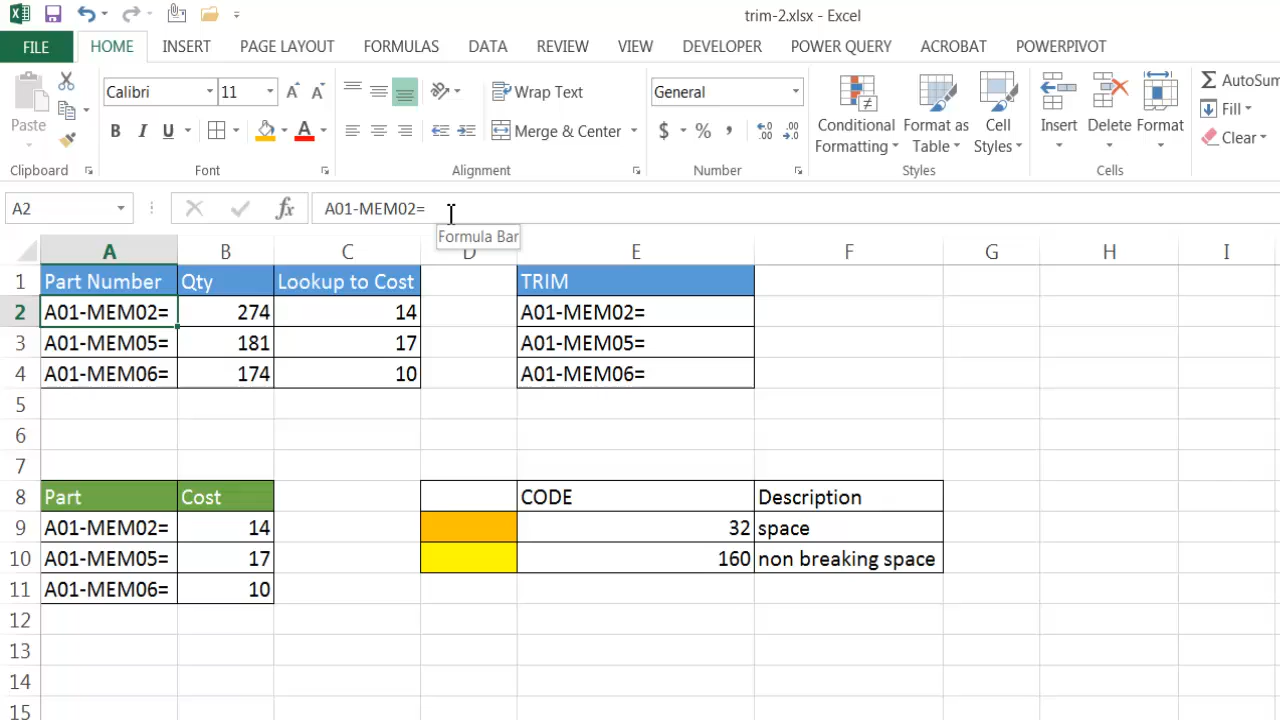 trim-2.xlsx - Excel
FILE HOME INSERT PAGE LAYOUT FORMULAS DATA REVIEW VIEW DEVELOPER POWER QUERY ACROBAT POWERPIVOT
Paste
Clipboard
Calibri 11
B I U A
Font
Wrap Text
Merge & Center
Alignment
General
$ % ,
Number
Conditional Formatting
Format as Table
Cell Styles
Styles
Insert Delete Format
Cells
AutoSum
Fill
Clear
A2 fx A01-MEM02=
Formula Bar
A B C D E F G H I
1 Part Number Qty Lookup to Cost TRIM
2 A01-MEM02= 274 14 A01-MEM02=
3 A01-MEM05= 181 17 A01-MEM05=
4 A01-MEM06= 174 10 A01-MEM06=
5
6
7
8 Part Cost CODE Description
9 A01-MEM02= 14 32 space
10 A01-MEM05= 17 160 non breaking space
11 A01-MEM06= 10
12
13
14
15